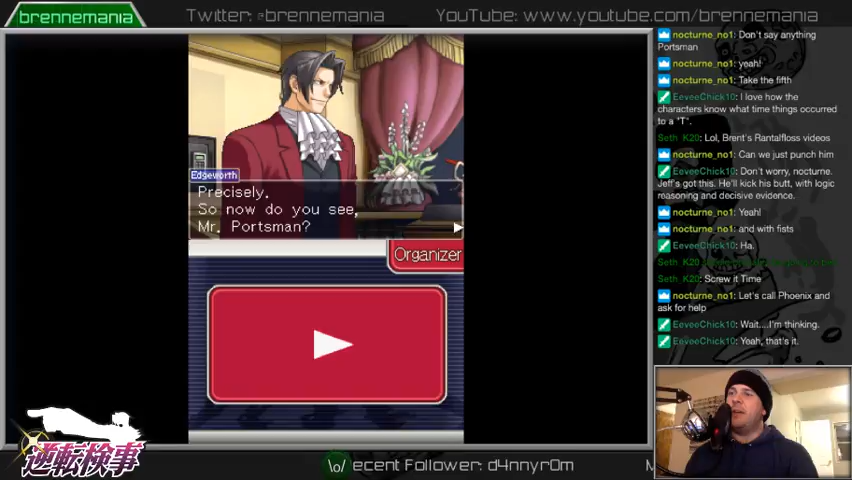 brennemania
Twitter: @brennemania
YouTube: www.youtube.com/brennemania
Edgeworth
Precisely.
So now do you see,
Mr. Portsman?
Organizer
nocturne_no1: Don't say anything
Portsman
nocturne_no1: yeah!
nocturne_no1: Take the fifth
EeveeChick10: I love how the
characters know what time things occurred
to a "T".
Seth_K20: Lol, Brent's Rantalfloss videos
nocturne_no1: Can we just punch him
EeveeChick10: Don't worry, nocturne.
Jeff's got this. He'll kick his butt, with logic
reasoning and decisive evidence.
nocturne_no1: Yeah!
nocturne_no1: and with fists
EeveeChick10: Ha.
Seth_K20:
Seth_K20: Screw it Time
nocturne_no1: Let's call Phoenix and
ask for help
EeveeChick10: Wait....I'm thinking.
EeveeChick10: Yeah, that's it.
逆転検事
\o/ ecent Follower: d4nnyr0m
M